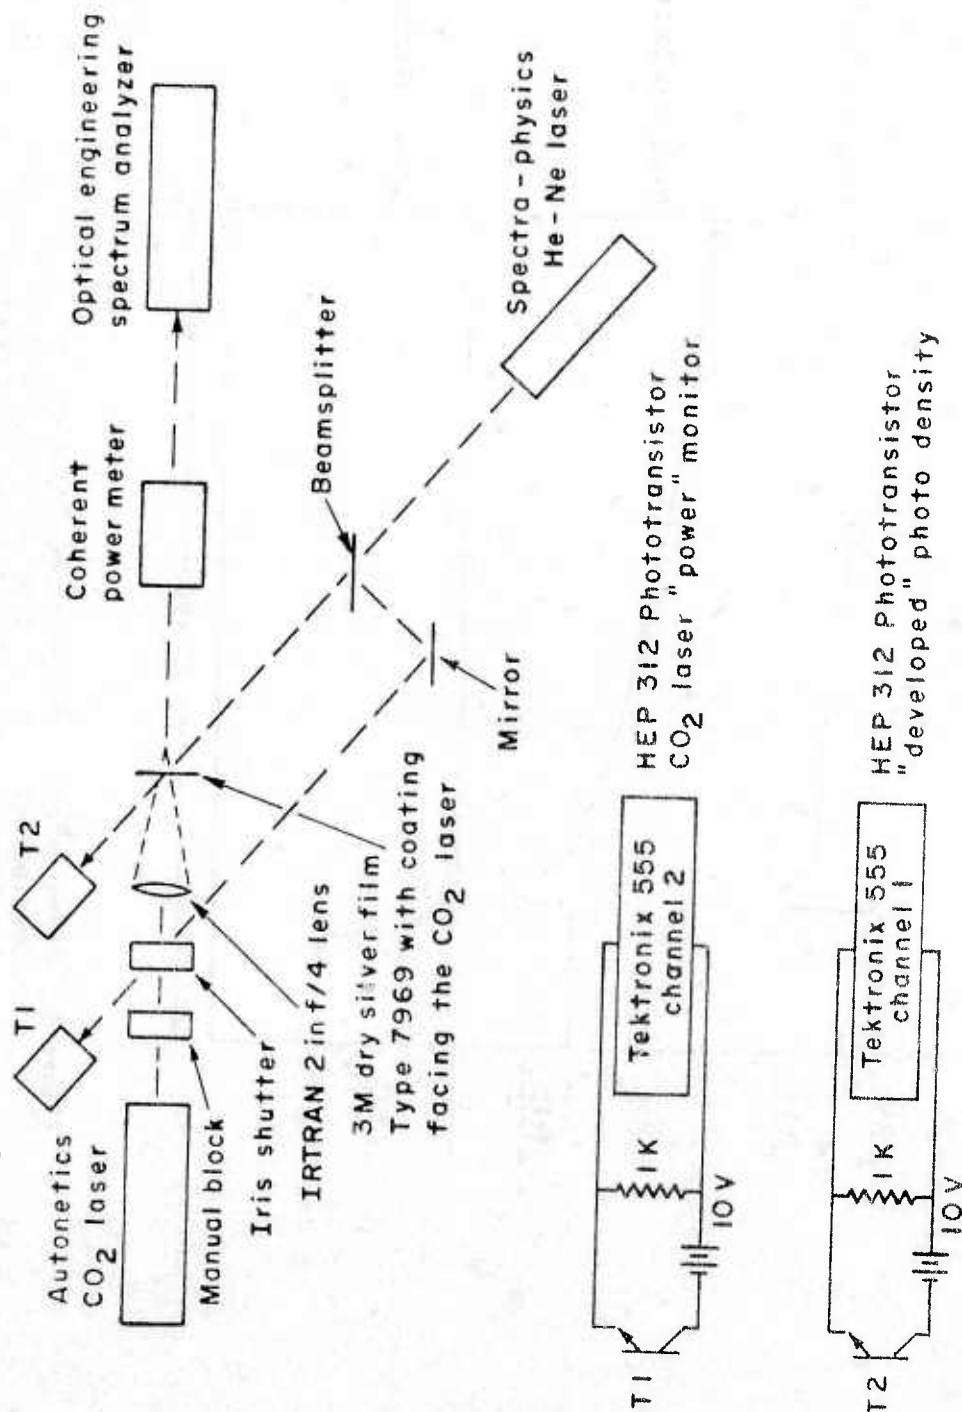 Autonetics
CO2 laser
T1
T2
Coherent
power meter
Optical engineering
spectrum analyzer
Manual block
Iris shutter
IRTRAN 2 in f/4 lens
3M dry silver film
Type 7969 with coating
facing the CO2 laser
Mirror
Beamsplitter
Spectra-physics
He-Ne laser
T1
1K
10V
Tektronix 555
channel 2
HEP 312 Phototransistor
CO2 laser "power" monitor
T2
1K
10V
Tektronix 555
channel 1
HEP 312 Phototransistor
"developed" photo density